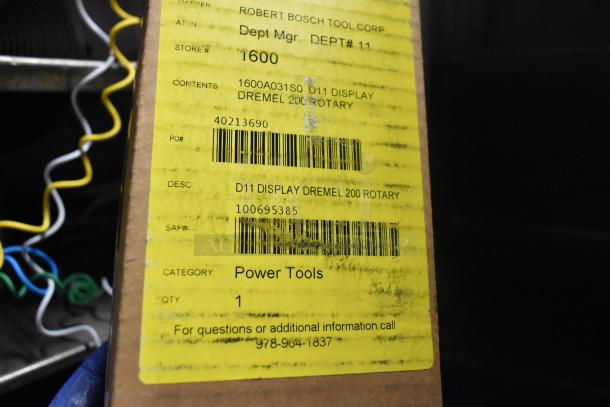 ROBERT BOSCH TOOL CORP
Dept Mgr. DEPT# 11
STORE # 1600
CONTENTS 1600A031S0 D11 DISPLAY
DREMEL 200 ROTARY
40213690
PO#
DESC D11 DISPLAY DREMEL 200 ROTARY
100695385
SAP#
CATEGORY Power Tools
QTY 1
For questions or additional information call
978-904-1837